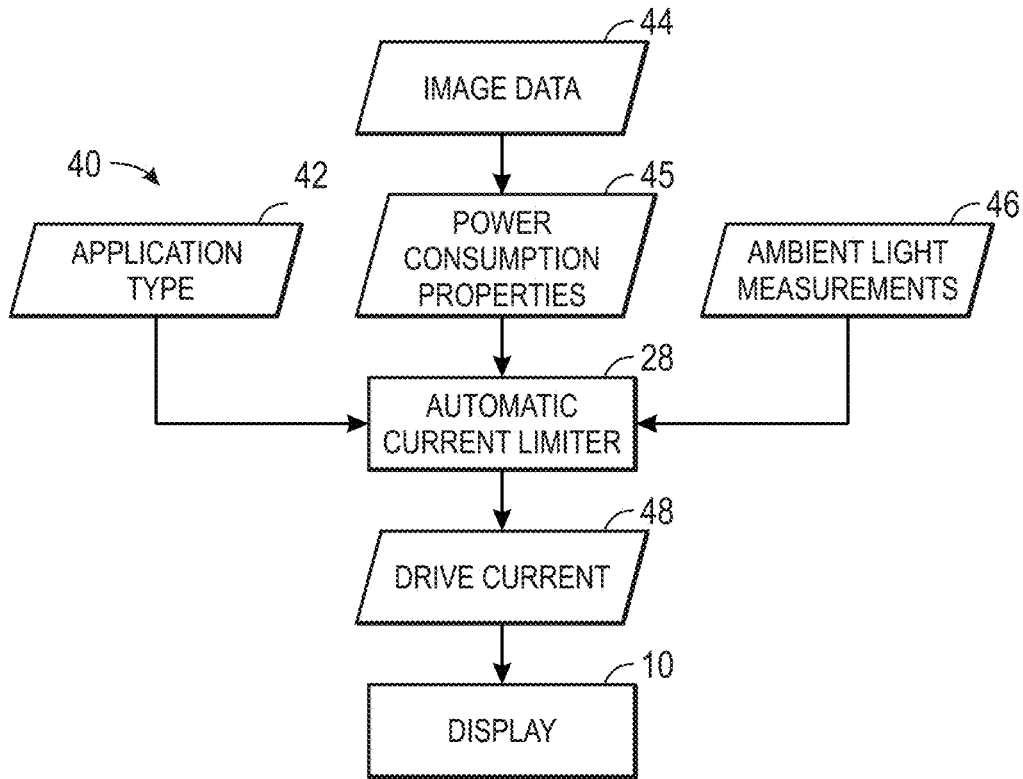 44
IMAGE DATA
40
42
APPLICATION
TYPE
45
POWER
CONSUMPTION
PROPERTIES
46
AMBIENT LIGHT
MEASUREMENTS
28
AUTOMATIC
CURRENT LIMITER
48
DRIVE CURRENT
10
DISPLAY